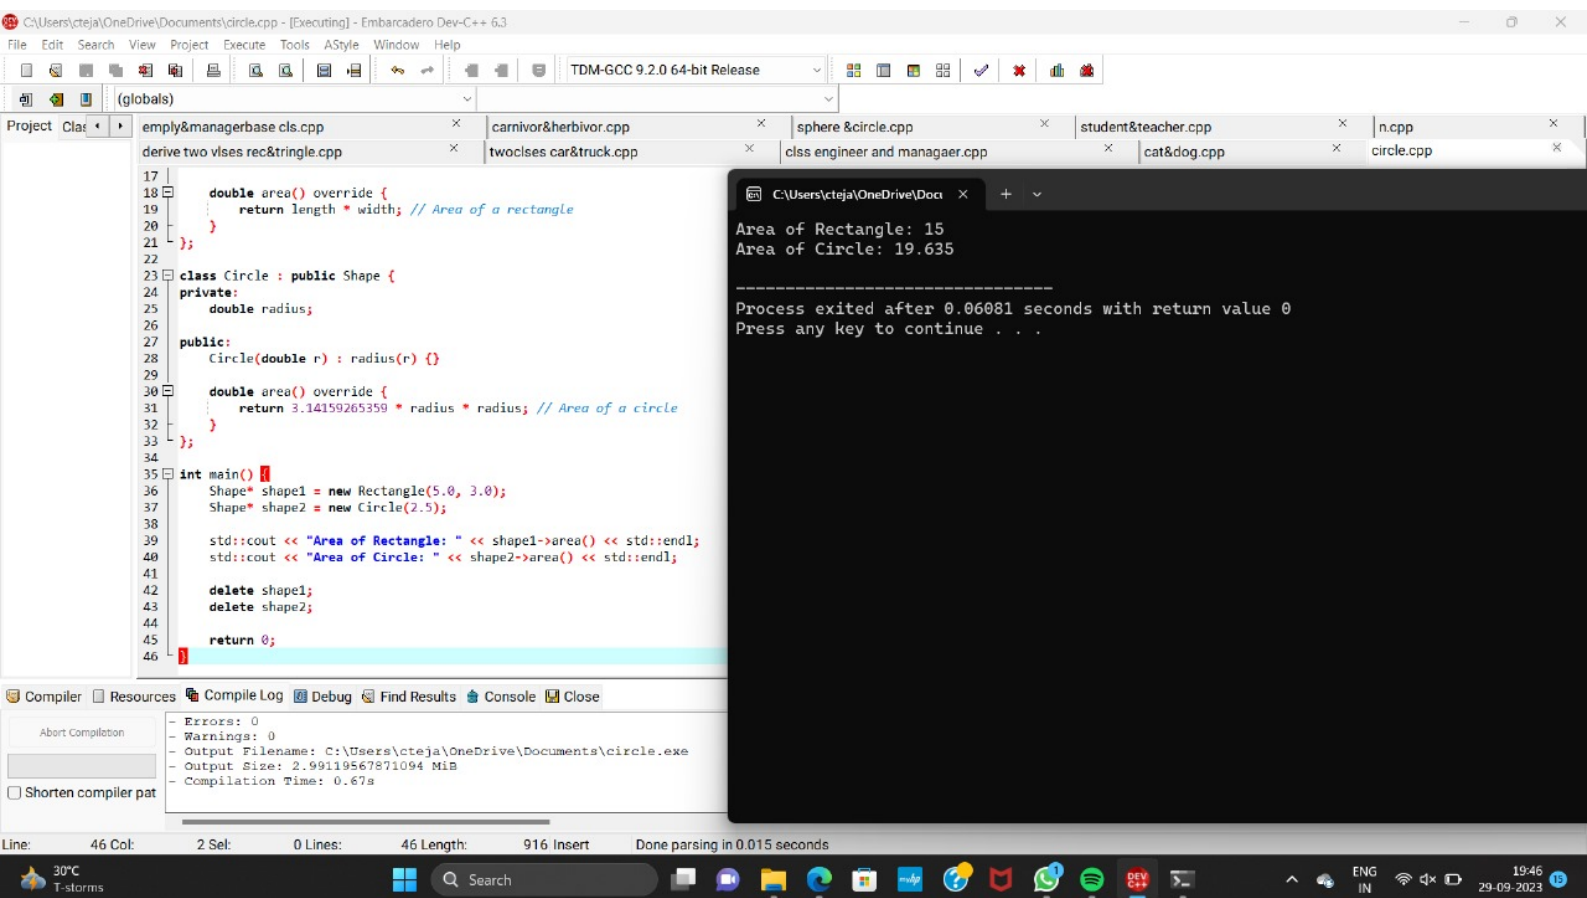 C:\Users\cteja\OneDrive\Documents\circle.cpp - [Executing] - Embarcadero Dev-C++ 6.3
File Edit Search View Project Execute Tools AStyle Window Help
TDM-GCC 9.2.0 64-bit Release
(globals)
Project Clas
emply&managerbase cls.cpp carnivor&herbivor.cpp sphere &circle.cpp student&teacher.cpp n.cpp
derive two vlses rec&tringle.cpp twoclses car&truck.cpp clss engineer and managaer.cpp cat&dog.cpp circle.cpp
17
18 double area() override {
19 return length * width; // Area of a rectangle
20 }
21 };
22
23 class Circle : public Shape {
24 private:
25 double radius;
26
27 public:
28 Circle(double r) : radius(r) {}
29
30 double area() override {
31 return 3.14159265359 * radius * radius; // Area of a circle
32 }
33 };
34
35 int main() {
36 Shape* shape1 = new Rectangle(5.0, 3.0);
37 Shape* shape2 = new Circle(2.5);
38
39 std::cout << "Area of Rectangle: " << shape1->area() << std::endl;
40 std::cout << "Area of Circle: " << shape2->area() << std::endl;
41
42 delete shape1;
43 delete shape2;
44
45 return 0;
46 }
C:\Users\cteja\OneDrive\Docu
Area of Rectangle: 15
Area of Circle: 19.635
--------------------------------
Process exited after 0.06081 seconds with return value 0
Press any key to continue . . .
Compiler Resources Compile Log Debug Find Results Console Close
Abort Compilation
Shorten compiler pat
- Errors: 0
- Warnings: 0
- Output Filename: C:\Users\cteja\OneDrive\Documents\circle.exe
- Output Size: 2.99119567871094 MiB
- Compilation Time: 0.67s
Line: 46 Col: 2 Sel: 0 Lines: 46 Length: 916 Insert Done parsing in 0.015 seconds
30°C
T-storms
Search
myhp
DEV
C++
1
ENG
IN
19:46
29-09-2023
15